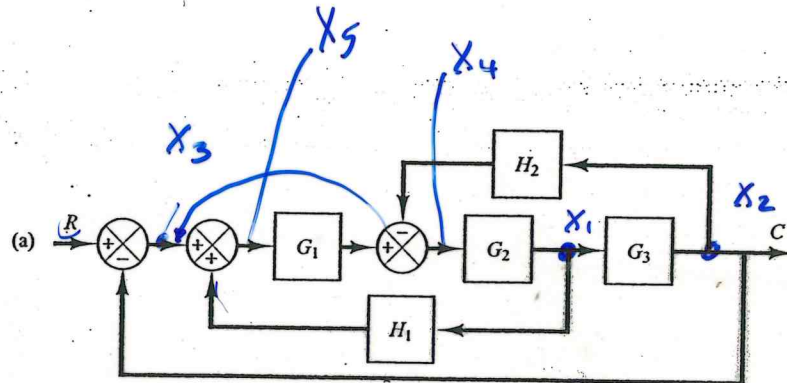 X5
X4
X3
H2
X1
X2
(a)
R
+
−
+
+
G1
+
−
G2
G3
C
H1